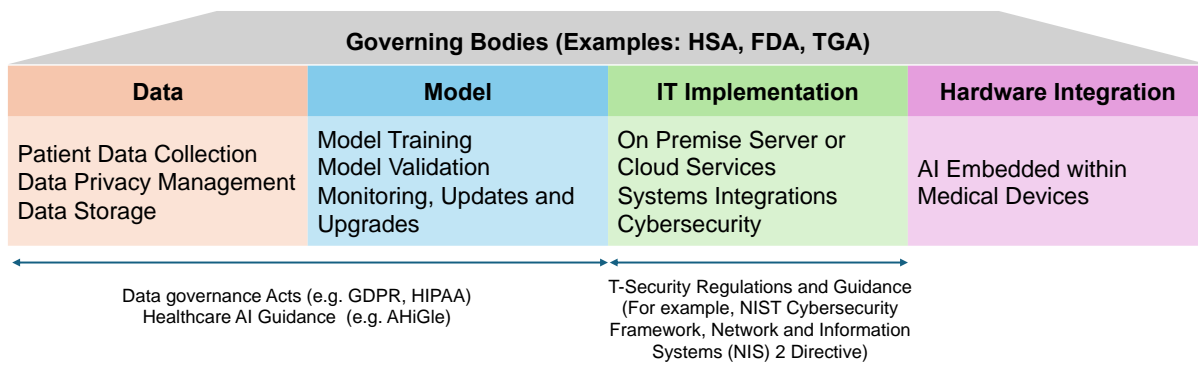 Governing Bodies (Examples: HSA, FDA, TGA)
Data
Model
IT Implementation
Hardware Integration
Patient Data Collection
Data Privacy Management
Data Storage
Model Training
Model Validation
Monitoring, Updates and
Upgrades
On Premise Server or
Cloud Services
Systems Integrations
Cybersecurity
AI Embedded within
Medical Devices
Data governance Acts (e.g. GDPR, HIPAA)
Healthcare AI Guidance (e.g. AHiGle)
T-Security Regulations and Guidance
(For example, NIST Cybersecurity
Framework, Network and Information
Systems (NIS) 2 Directive)